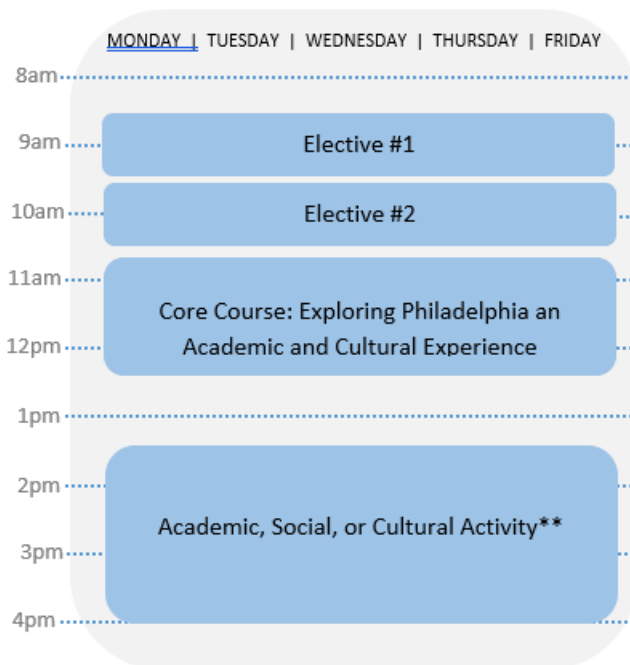 MONDAY | TUESDAY | WEDNESDAY | THURSDAY | FRIDAY
8am
9am
Elective #1
10am
Elective #2
11am
Core Course: Exploring Philadelphia an
12pm
Academic and Cultural Experience
1pm
2pm
Academic, Social, or Cultural Activity**
3pm
4pm